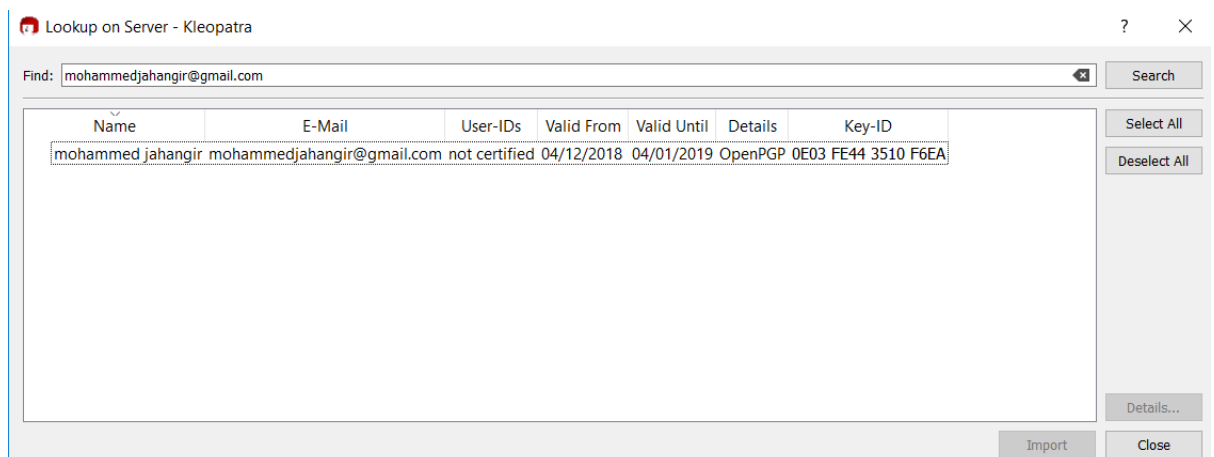 Lookup on Server - Kleopatra ?
Find: mohammedjahangir@gmail.com Search
Name E-Mail User-IDs Valid From Valid Until Details Key-ID Select All
mohammed jahangir mohammedjahangir@gmail.com not certified 04/12/2018 04/01/2019 OpenPGP 0E03 FE44 3510 F6EA
Deselect All
Details...
Import Close